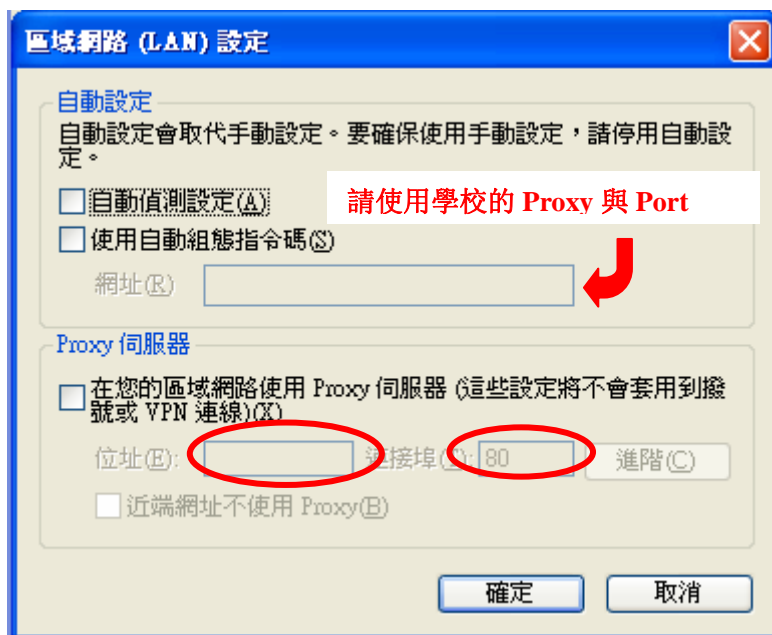 區域網路 (LAN) 設定
自動設定
自動設定會取代手動設定。要確保使用手動設定，請停用自動設
定。
自動偵測設定(A)
請使用學校的 Proxy 與 Port
使用自動組態指令碼(S)
網址(R)
Proxy 伺服器
在您的區域網路使用 Proxy 伺服器 (這些設定將不會套用到撥
號或 VPN 連線)(X)
位址(E): 連接埠(T): 80 進階(C)
近端網址不使用 Proxy(B)
確定 取消